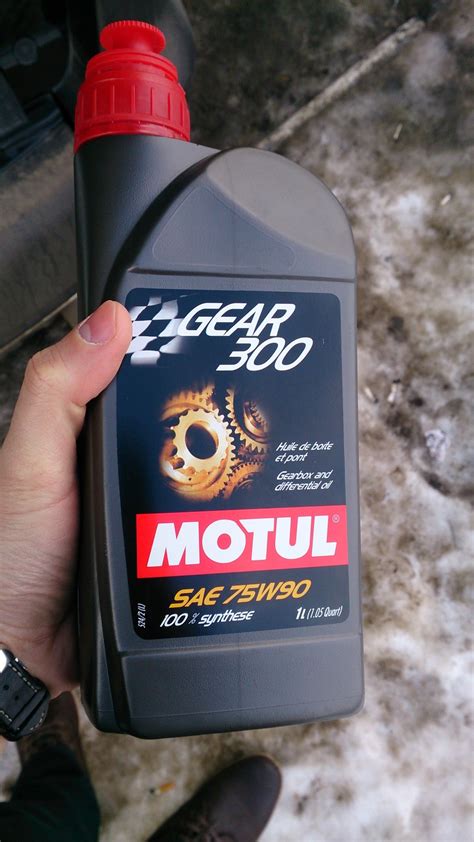 GEAR
300
Huile de boite
et pont
Gearbox and
differential oil
MOTUL®
SAE 75W90
100 % synthese
1L (1.05 Quart)